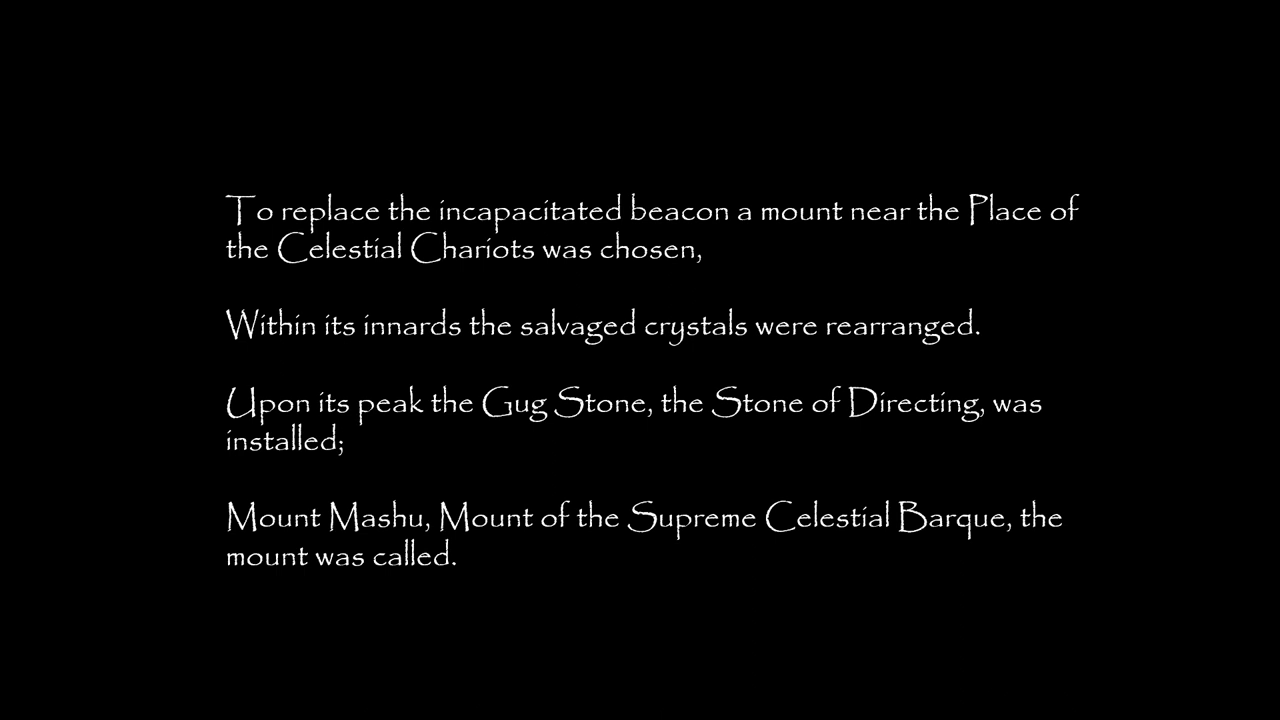 To replace the incapacitated beacon a mount near the Place of
the Celestial Chariots was chosen,
Within its innards the salvaged crystals were rearranged.
Upon its peak the Gug Stone, the Stone of Directing, was
installed;
Mount Mashu, Mount of the Supreme Celestial Barque, the
mount was called.